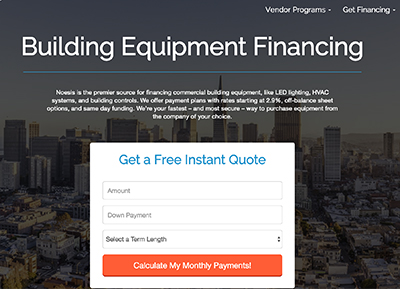 Vendor Programs Get Financing
Building Equipment Financing
Noesis is the premier source for financing commercial building equipment, like LED lighting, HVAC
systems, and building controls. We offer payment plans with rates starting at 2.9%, off-balance sheet
options, and same day funding. We're your fastest – and most secure – way to purchase equipment from
the company of your choice.
Get a Free Instant Quote
Amount
Down Payment
Select a Term Length
Calculate My Monthly Payments!